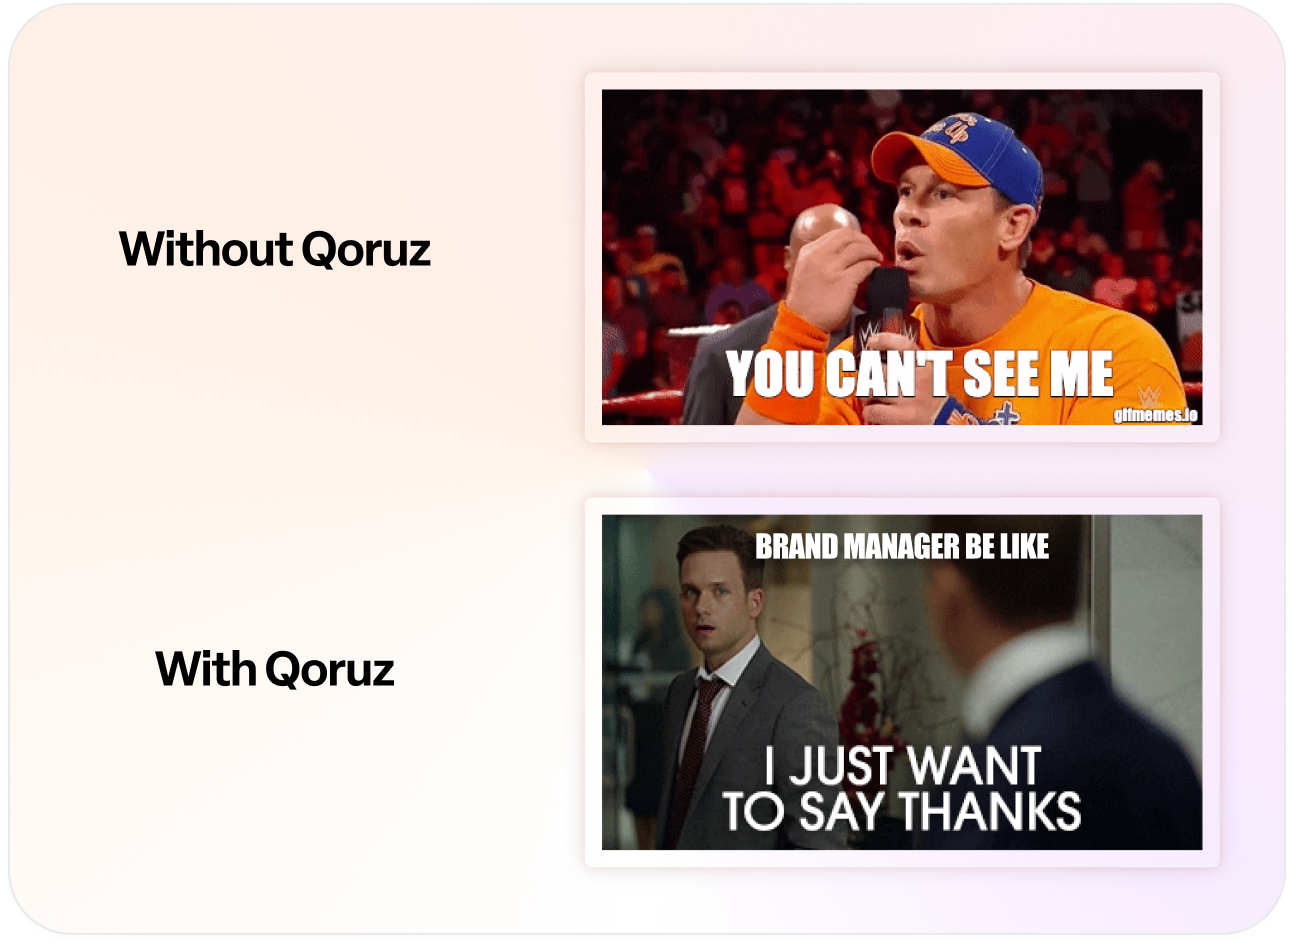 Without Qoruz
Up
YOU CAN'T SEE ME
gifmemes.io
With Qoruz
BRAND MANAGER BE LIKE
I JUST WANT
TO SAY THANKS